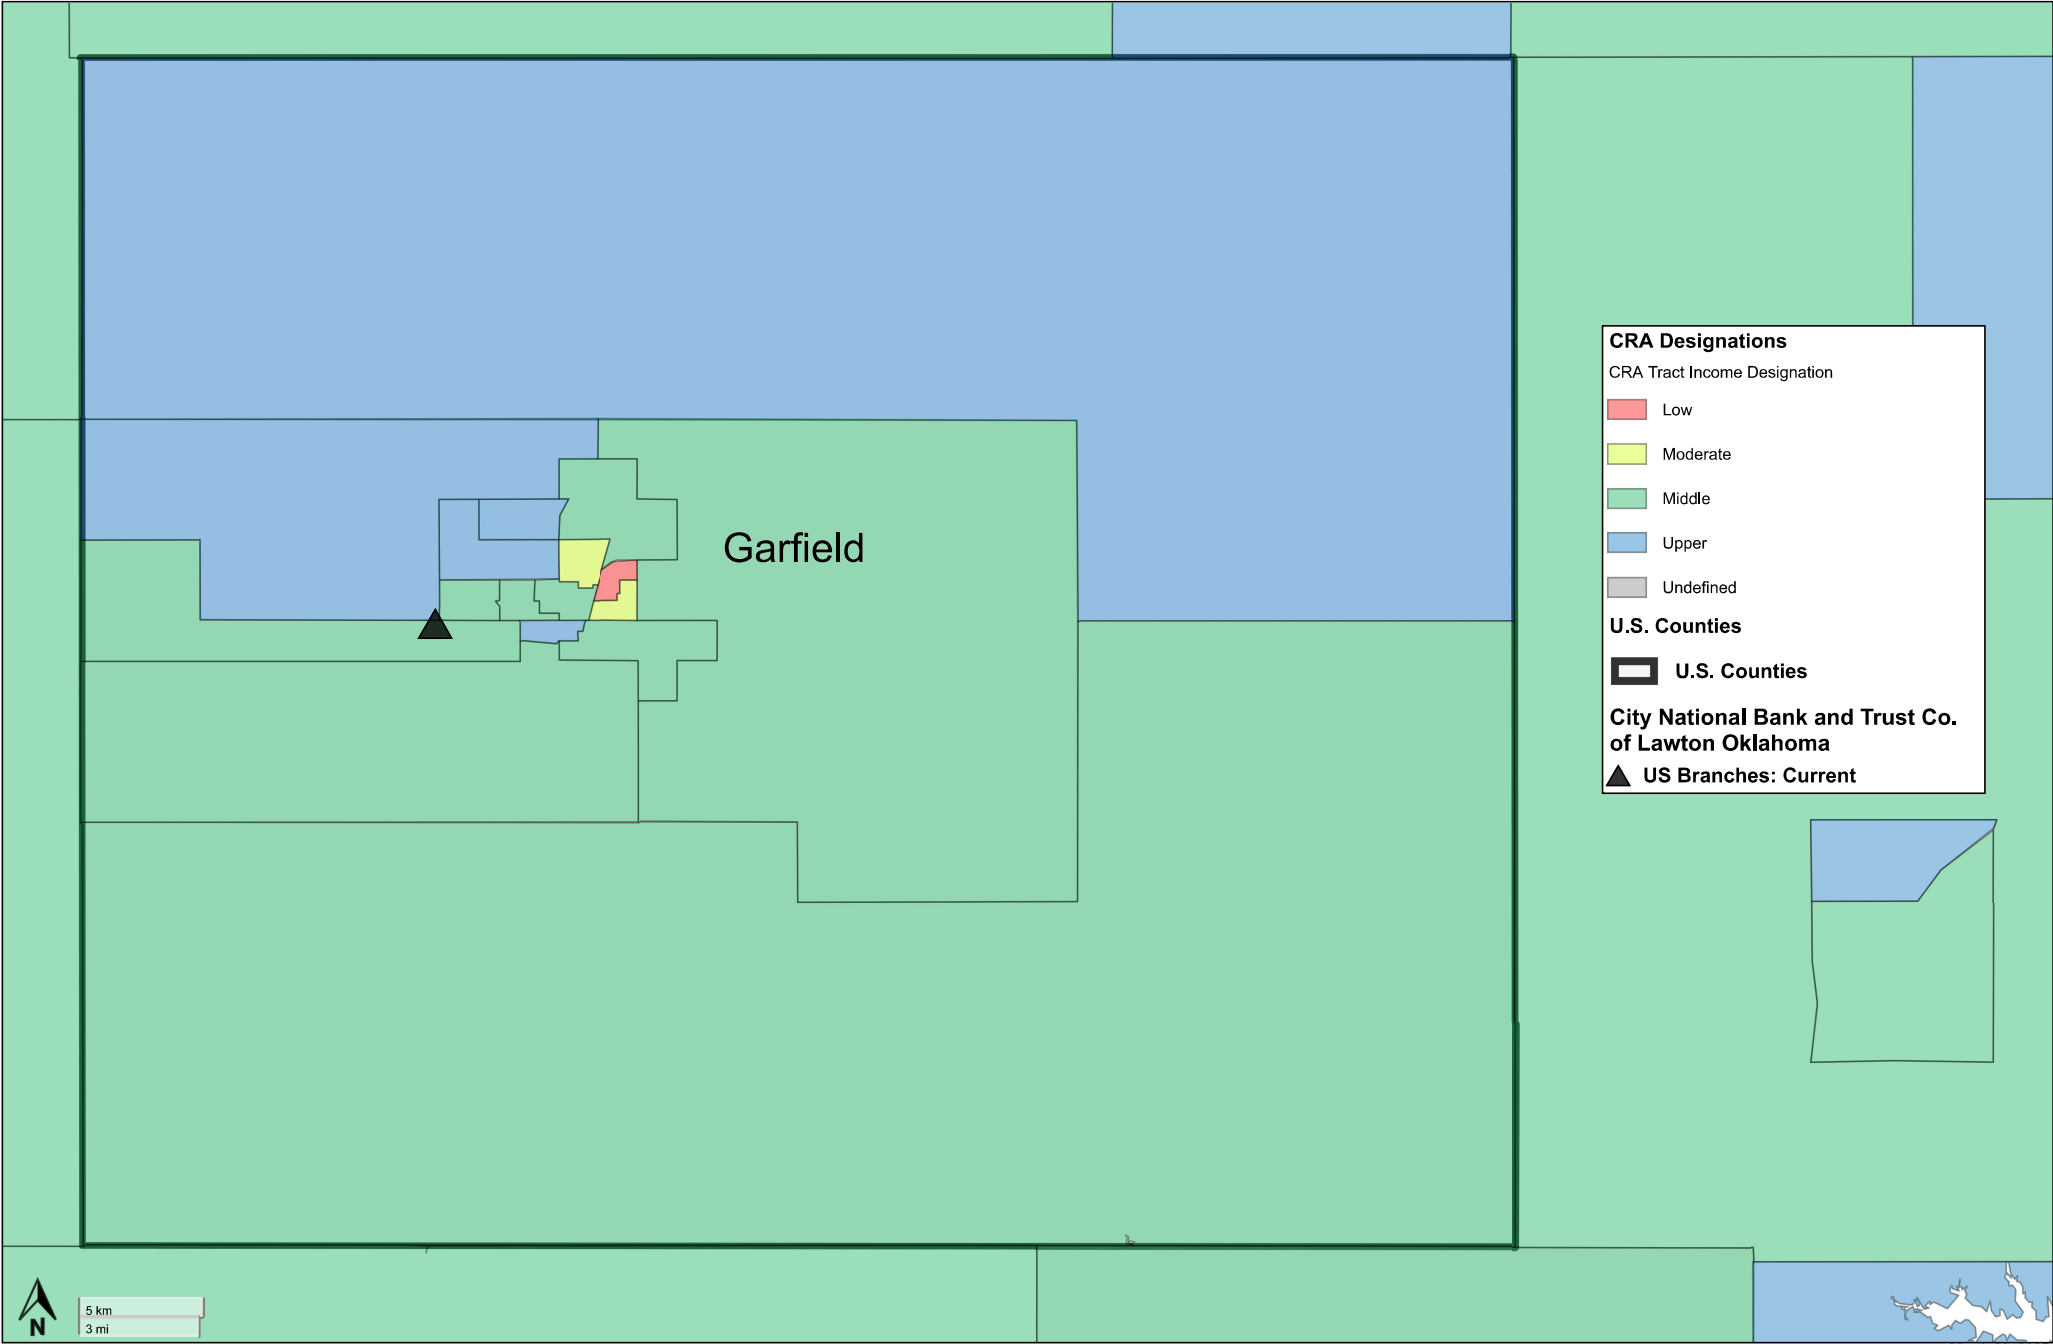 Garfield
CRA Designations
CRA Tract Income Designation
Low
Moderate
Middle
Upper
Undefined
U.S. Counties
U.S. Counties
City National Bank and Trust Co.
of Lawton Oklahoma
US Branches: Current
N
5 km
3 mi